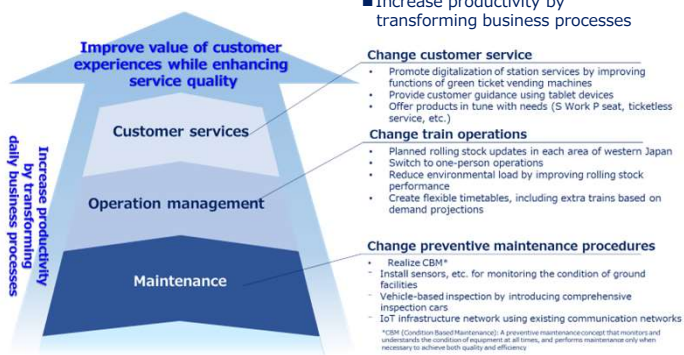 ■Increase productivity by
transforming business processes
Improve value of customer
experiences while enhancing
service quality
Customer services
Operation management
Maintenance
Increase productivity
by transforming
daily business processes
Change customer service
• Promote digitalization of station services by improving
functions of green ticket vending machines
• Provide customer guidance using tablet devices
• Offer products in tune with needs (S Work P seat, ticketless
service, etc.)
Change train operations
• Planned rolling stock updates in each area of western Japan
• Switch to one-person operations
• Reduce environmental load by improving rolling stock
performance
• Create flexible timetables, including extra trains based on
demand projections
Change preventive maintenance procedures
• Realize CBM*
- Install sensors, etc. for monitoring the condition of ground
facilities
- Vehicle-based inspection by introducing comprehensive
inspection cars
- IoT infrastructure network using existing communication networks
*CBM (Condition Based Maintenance): A preventive maintenance concept that monitors and
understands the condition of equipment at all times, and performs maintenance only when
necessary to achieve both quality and efficiency